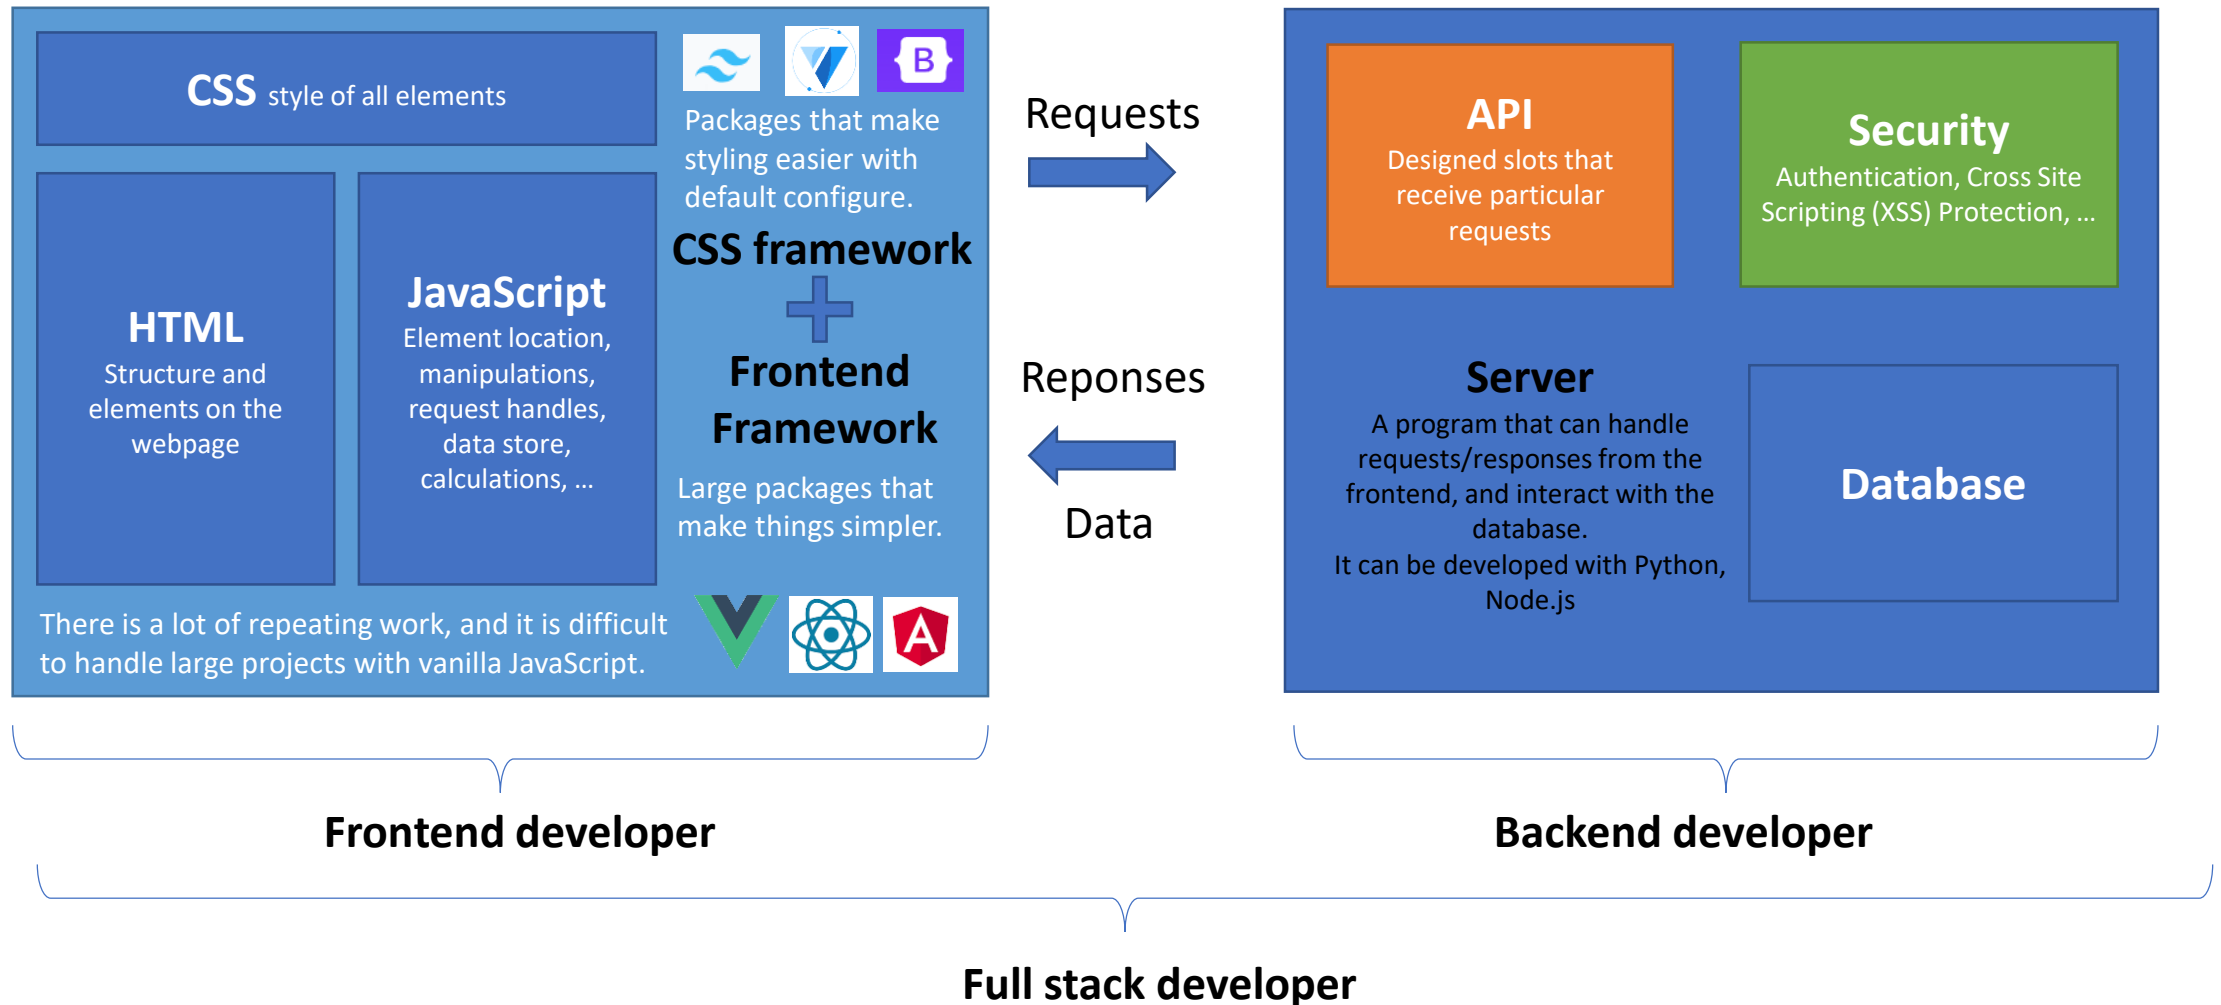 CSS style of all elements
HTML
Structure and
elements on the
webpage
JavaScript
Element location,
manipulations,
request handles,
data store,
calculations, ...
There is a lot of repeating work, and it is difficult
to handle large projects with vanilla JavaScript.
B
Packages that make
styling easier with
default configure.
CSS framework
Frontend
Framework
Large packages that
make things simpler.
A
Requests
Reponses
Data
API
Designed slots that
receive particular
requests
Security
Authentication, Cross Site
Scripting (XSS) Protection, ...
Server
A program that can handle
requests/responses from the
frontend, and interact with the
database.
It can be developed with Python,
Node.js
Database
Frontend developer
Backend developer
Full stack developer